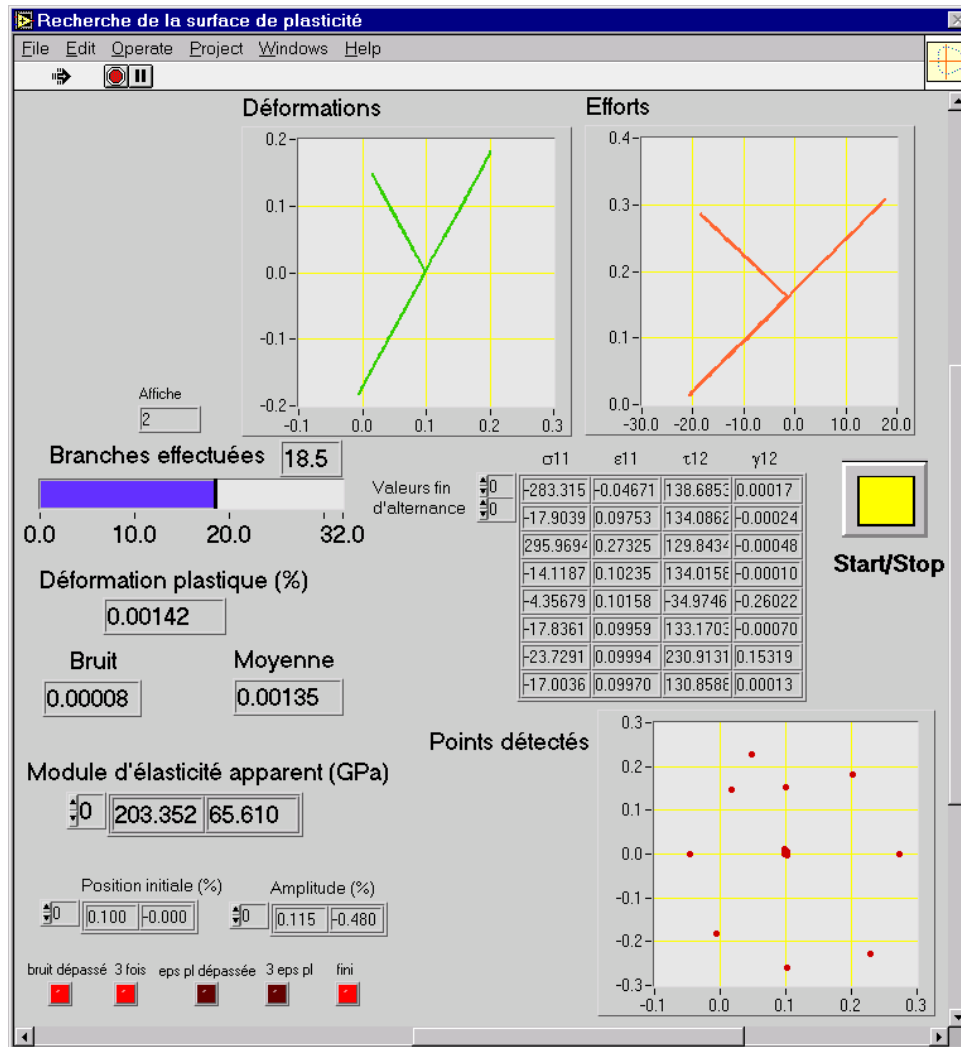 Recherche de la surface de plasticité
File Edit Operate Project Windows Help
Déformations
0.2
0.1
0.0
-0.1
-0.2
-0.1 0.0 0.1 0.2 0.3
Efforts
0.4
0.3
0.2
0.1
0.0
-30.0 -20.0 -10.0 0.0 10.0 20.0
Affiche
2
Branches effectuées 18.5
0.0 10.0 20.0 32.0
Valeurs fin
d'alternance
0
0
σ11 ε11 τ12 γ12
-283.315 -0.04671 138.6853 0.00017
-17.9039 0.09753 134.0862 -0.00024
295.9694 0.27325 129.8434 -0.00048
-14.1187 0.10235 134.0158 -0.00010
-4.35679 0.10158 -34.9746 -0.26022
-17.8361 0.09959 133.1703 -0.00070
-23.7291 0.09994 230.9131 0.15319
-17.0036 0.09970 130.8588 0.00013
Start/Stop
Déformation plastique (%)
0.00142
Bruit Moyenne
0.00008 0.00135
Module d'élasticité apparent (GPa)
0 203.352 65.610
Position initiale (%) Amplitude (%)
0 0.100 -0.000 0 0.115 -0.480
bruit dépassé 3 fois eps pl dépassée 3 eps pl fini
Points détectés
0.3
0.2
0.1
0.0
-0.1
-0.2
-0.3
-0.1 0.0 0.1 0.2 0.3